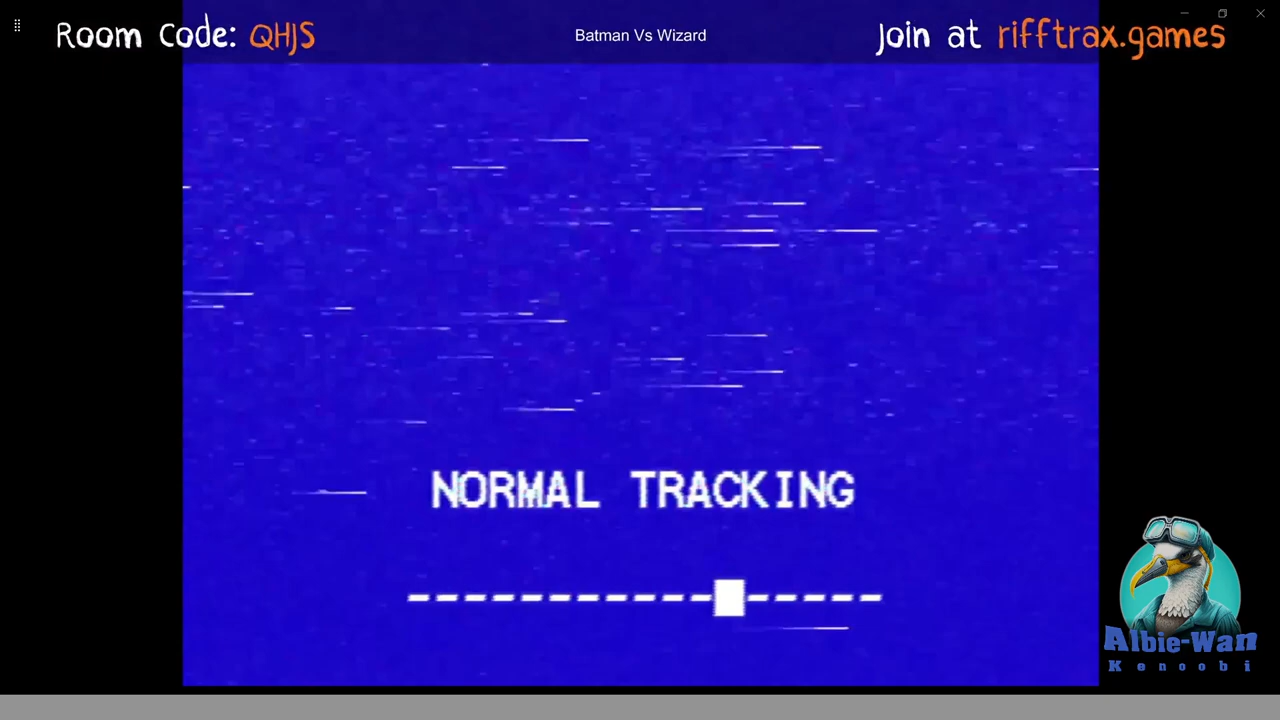 Room Code: QHJS
Batman Vs Wizard
Join at rifftrax.games
NORMAL TRACKING
Albie-Wan
Kenoobi